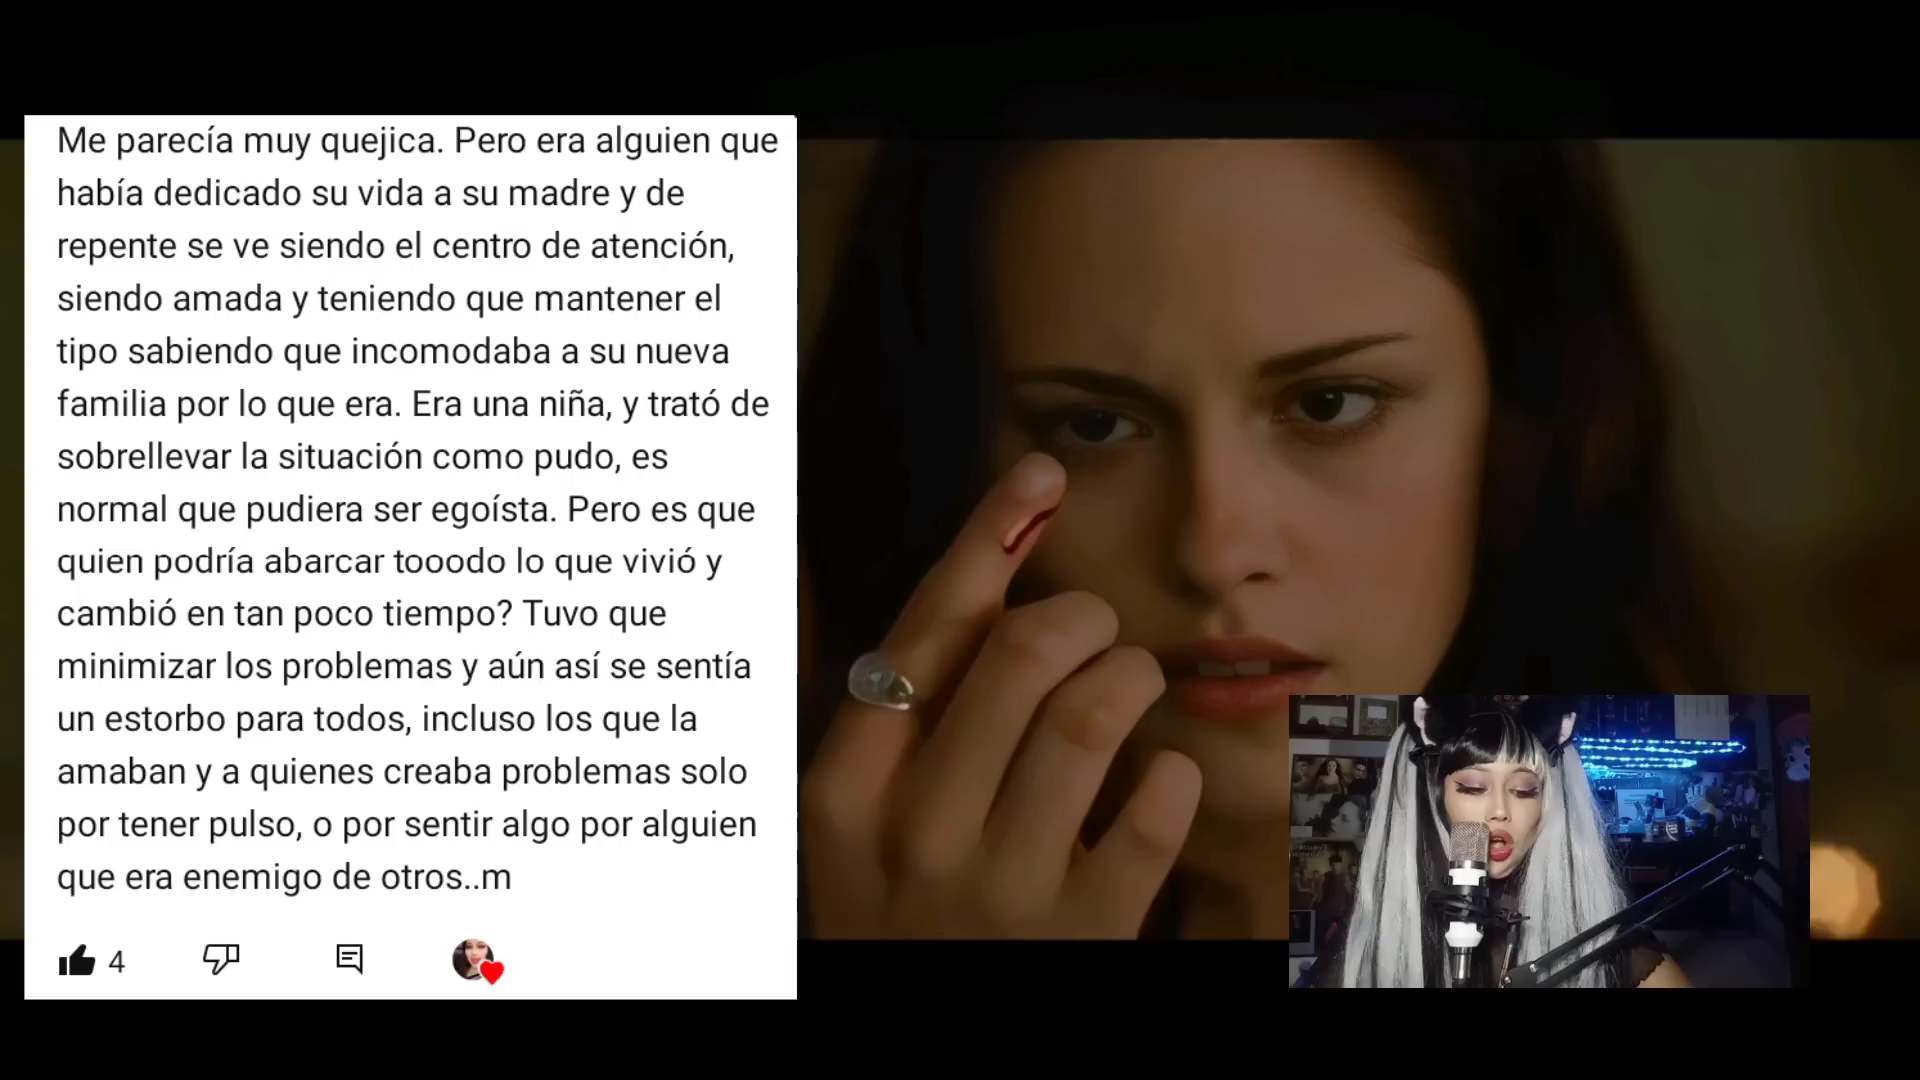 Me parecía muy quejica. Pero era alguien que
había dedicado su vida a su madre y de
repente se ve siendo el centro de atención,
siendo amada y teniendo que mantener el
tipo sabiendo que incomodaba a su nueva
familia por lo que era. Era una niña, y trató de
sobrellevar la situación como pudo, es
normal que pudiera ser egoísta. Pero es que
quien podría abarcar tooodo lo que vivió y
cambió en tan poco tiempo? Tuvo que
minimizar los problemas y aún así se sentía
un estorbo para todos, incluso los que la
amaban y a quienes creaba problemas solo
por tener pulso, o por sentir algo por alguien
que era enemigo de otros..m
4